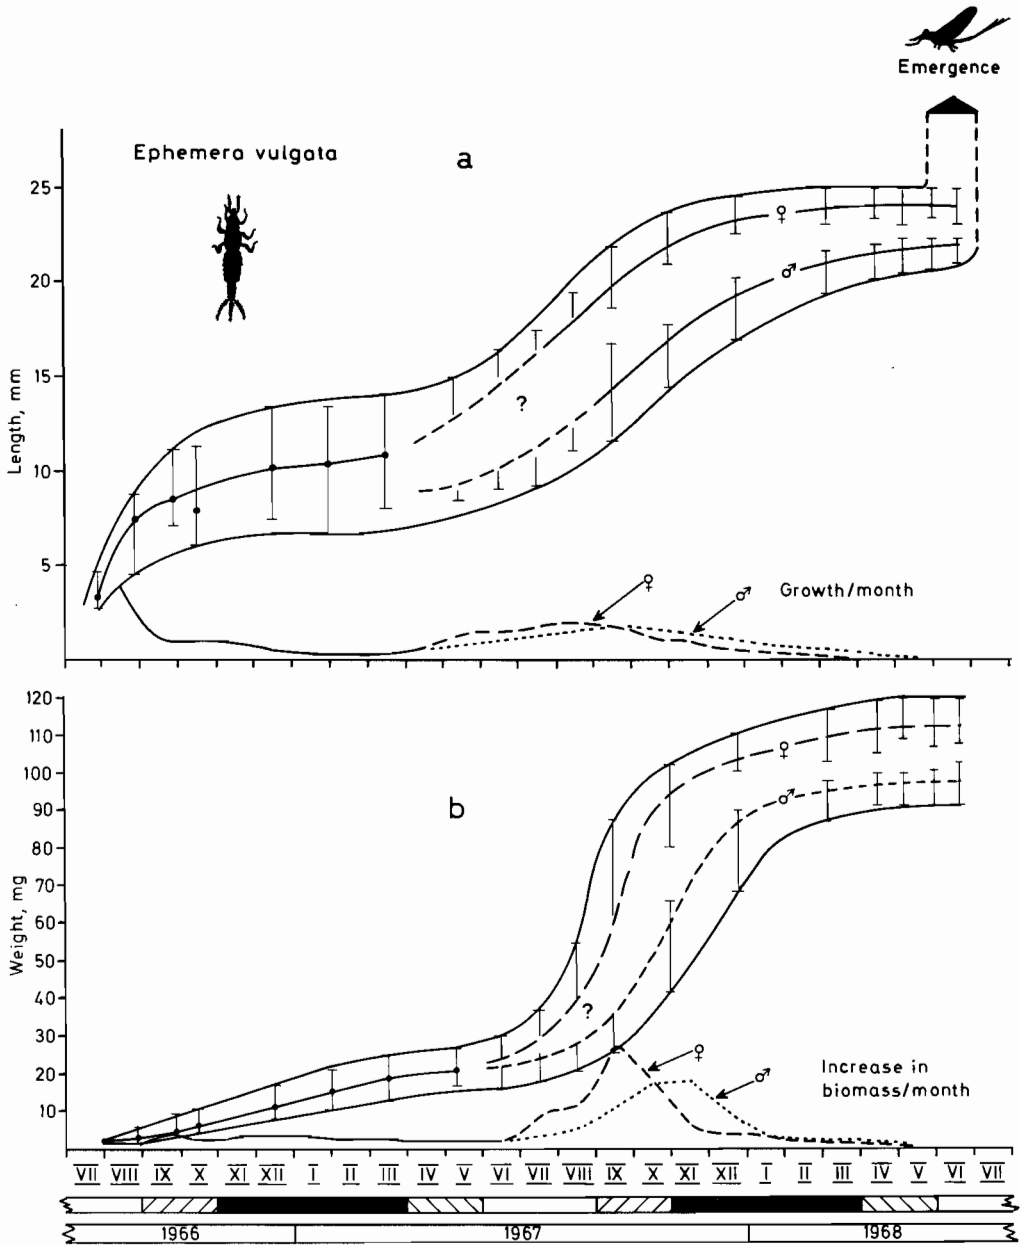 Emergence
Ephemera vulgata
a
25
20
15
10
5
Length, mm
♀
♂
?
♀
♂
Growth/month
120
110
100
90
80
70
60
50
40
30
20
10
Weight, mg
b
♀
♂
?
♀
♂
Increase in
biomass/month
VII VIII IX X XI XII I II III IV V VI VII VIII IX X XI XII I II III IV V VI VII
1966 1967 1968